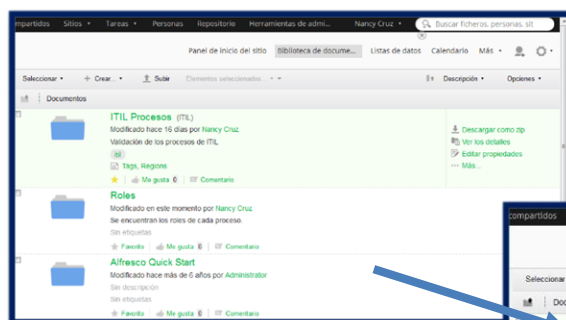 mpartidos Sitios Tareas Personas Repositorio Herramientas de admi... Nancy Cruz Buscar ficheros, personas, sit
Panel de inicio del sitio Biblioteca de docume... Listas de datos Calendario Más
Seleccionar + Crear... Subir Elementos seleccionados... Descripción Opciones
Documentos
ITIL Procesos (ITIL)
Modificado hace 16 días por Nancy Cruz
Validación de los procesos de ITIL
itil
Tags, Regions
Me gusta 0 Comentario
Descargar como zip
Ver los detalles
Editar propiedades
Más...
Roles
Modificado en este momento por Nancy Cruz
Se encuentran los roles de cada proceso.
Sin etiquetas
Favorito Me gusta 0 Comentario
Alfresco Quick Start
Modificado hace más de 6 años por Administrator
Sin descripción
Sin etiquetas
Favorito Me gusta 0 Comentario
compartidos
Seleccionar
Doc